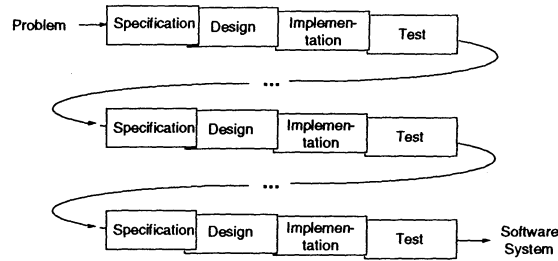 Problem
Specification
Design
Implemen-
tation
Test
...
Specification
Design
Implemen-
tation
Test
...
Specification
Design
Implemen-
tation
Test
Software
System